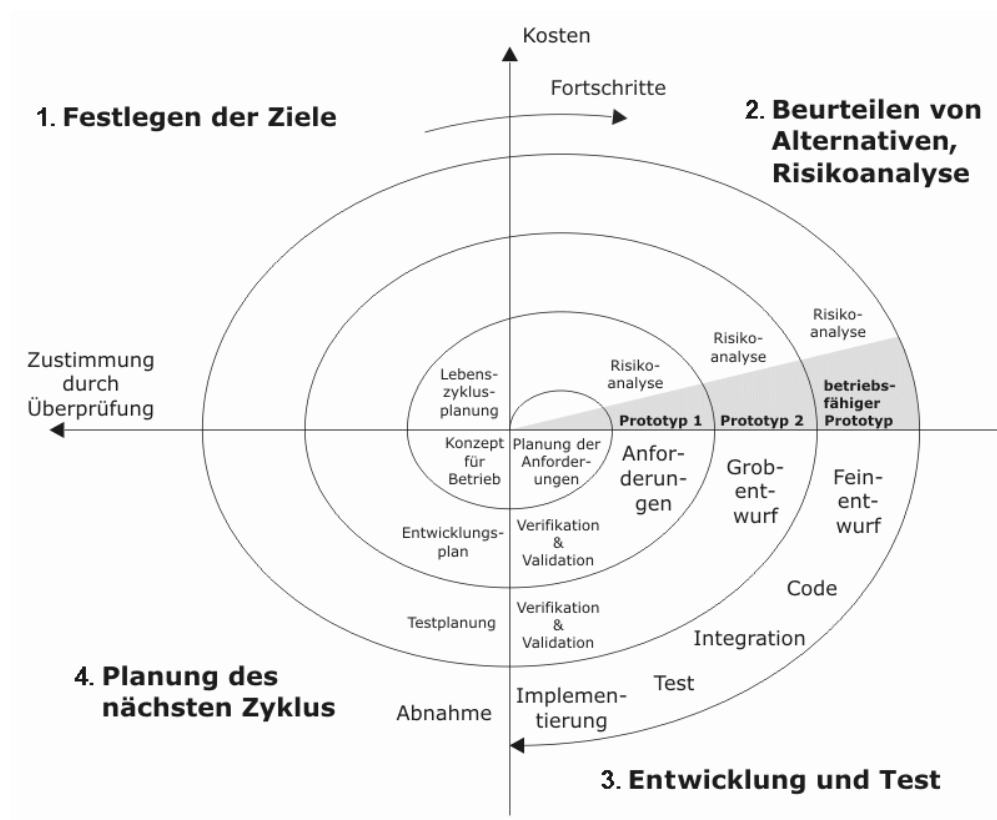 Kosten
Fortschritte
1. Festlegen der Ziele
2. Beurteilen von
Alternativen,
Risikoanalyse
Zustimmung
durch
Überprüfung
Lebens-
zyklus-
planung
Risiko-
analyse
Risiko-
analyse
Risiko-
analyse
Prototyp 1
Prototyp 2
betriebs-
fähiger
Prototyp
Konzept
für
Betrieb
Planung der
Anforder-
ungen
Anfor-
derun-
gen
Grob-
ent-
wurf
Fein-
ent-
wurf
Entwicklungs-
plan
Verifikation
&
Validation
Testplanung
Verifikation
&
Validation
Code
Integration
Test
Implemen-
tierung
Abnahme
4. Planung des
nächsten Zyklus
3. Entwicklung und Test